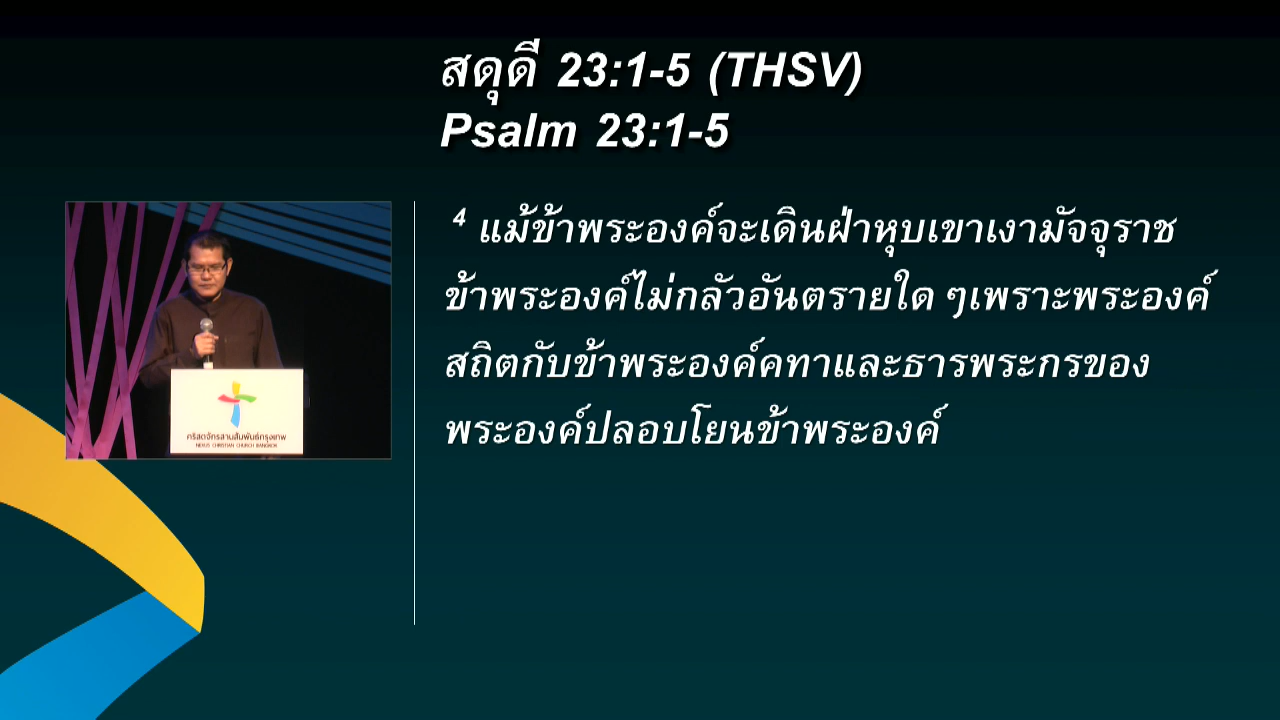 สดุดี 23:1-5 (THSV)
Psalm 23:1-5
4 แม้ข้าพระองค์จะเดินฝ่าหุบเขาเงามัจจุราช
ข้าพระองค์ไม่กลัวอันตรายใด ๆเพราะพระองค์
สถิตกับข้าพระองค์คทาและธารพระกรของ
พระองค์ปลอบโยนข้าพระองค์
คริสตจักรสานสัมพันธ์กรุงเทพ
NEXUS CHRISTIAN CHURCH BANGKOK